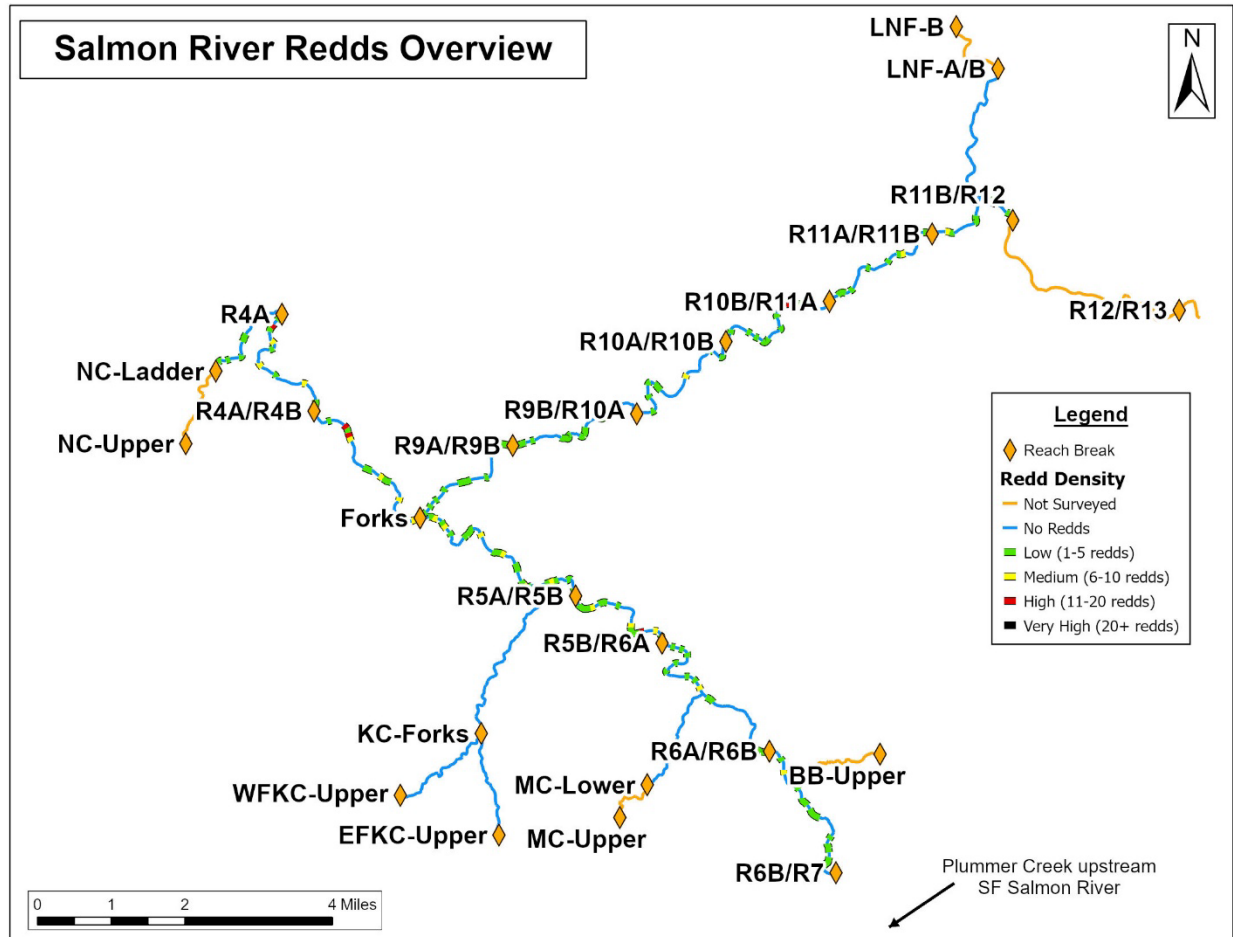 Salmon River Redds Overview
LNF-B
LNF-A/B
N
R11B/R12
R11A/R11B
R10B/R11A
R12/R13
R4A
R10A/R10B
NC-Ladder
R4A/R4B
R9B/R10A
NC-Upper
R9A/R9B
Forks
Legend
Reach Break
Redd Density
Not Surveyed
No Redds
Low (1-5 redds)
Medium (6-10 redds)
High (11-20 redds)
Very High (20+ redds)
R5A/R5B
R5B/R6A
KC-Forks
R6A/R6B
BB-Upper
WFKC-Upper
MC-Lower
EFKC-Upper
MC-Upper
R6B/R7
Plummer Creek upstream
SF Salmon River
0 1 2 4 Miles